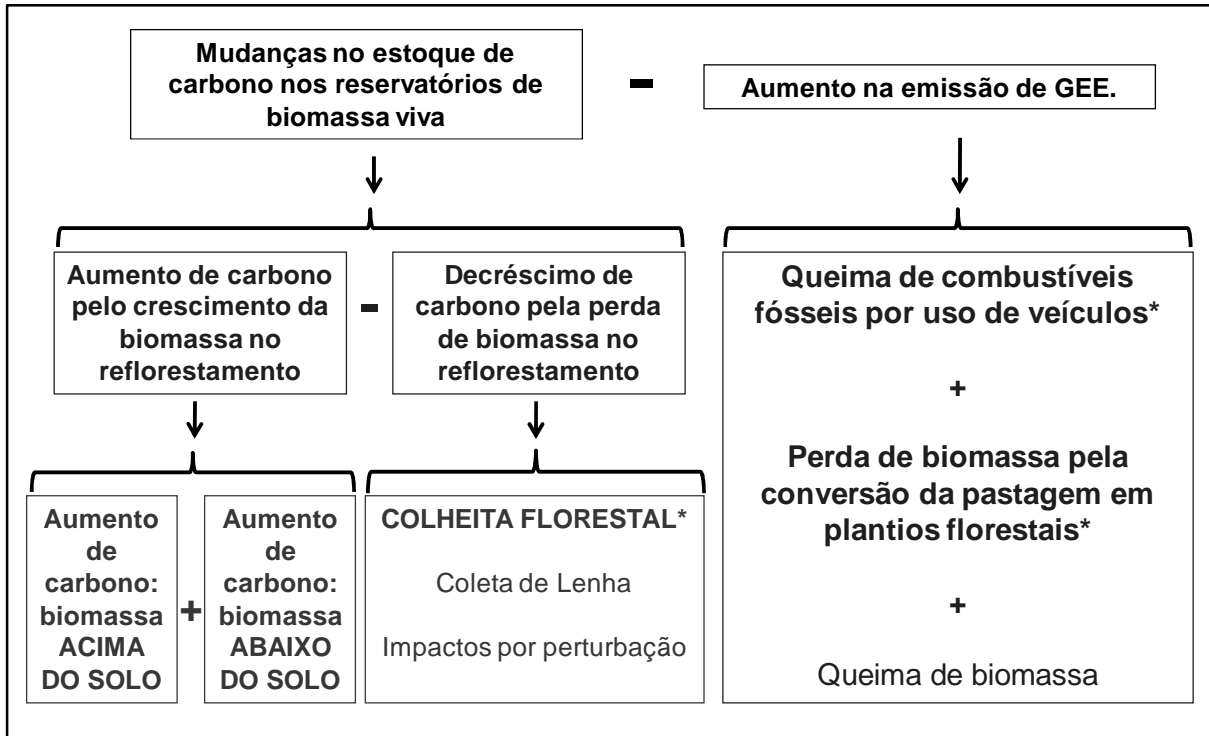 Mudanças no estoque de
carbono nos reservatórios de
biomassa viva
-
Aumento na emissão de GEE.
Aumento de carbono
pelo crescimento da
biomassa no
reflorestamento
-
Decréscimo de
carbono pela perda
de biomassa no
reflorestamento
Queima de combustíveis
fósseis por uso de veículos*
+
Perda de biomassa pela
conversão da pastagem em
plantios florestais*
+
Queima de biomassa
Aumento
de
carbono:
biomassa
ACIMA
DO SOLO
+
Aumento
de
carbono:
biomassa
ABAIXO
DO SOLO
COLHEITA FLORESTAL*
Coleta de Lenha
Impactos por perturbação